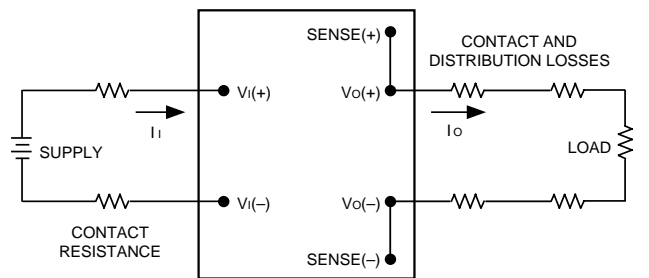 SENSE(+)
CONTACT AND
DISTRIBUTION LOSSES
VI(+)
VO(+)
II
IO
SUPPLY
LOAD
VI(–)
VO(–)
CONTACT
RESISTANCE
SENSE(–)